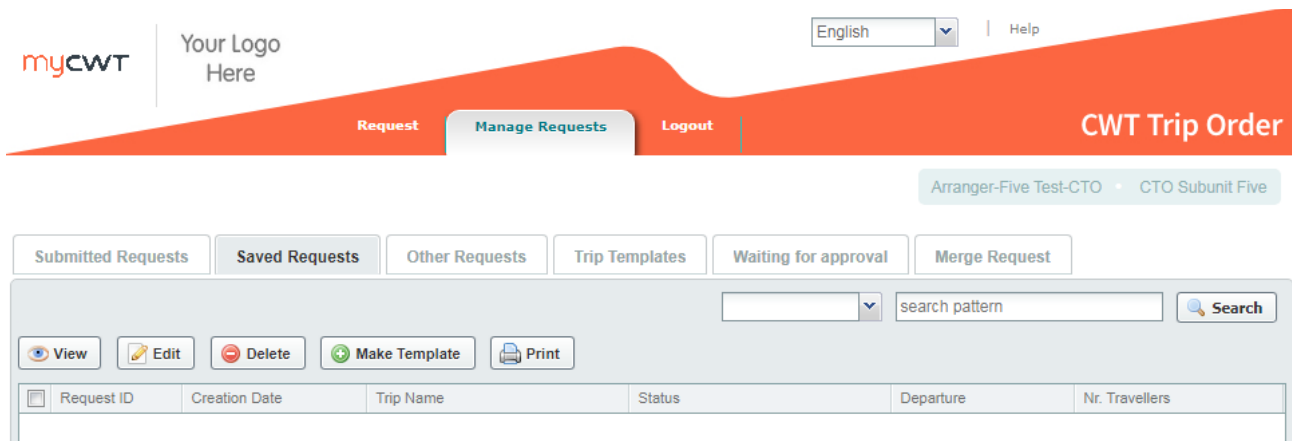 English | Help
mycwt
Your Logo
Here
Request Manage Requests Logout
CWT Trip Order
Arranger-Five Test-CTO • CTO Subunit Five
Submitted Requests Saved Requests Other Requests Trip Templates Waiting for approval Merge Request
search pattern Search
View Edit Delete Make Template Print
Request ID Creation Date Trip Name Status Departure Nr. Travellers